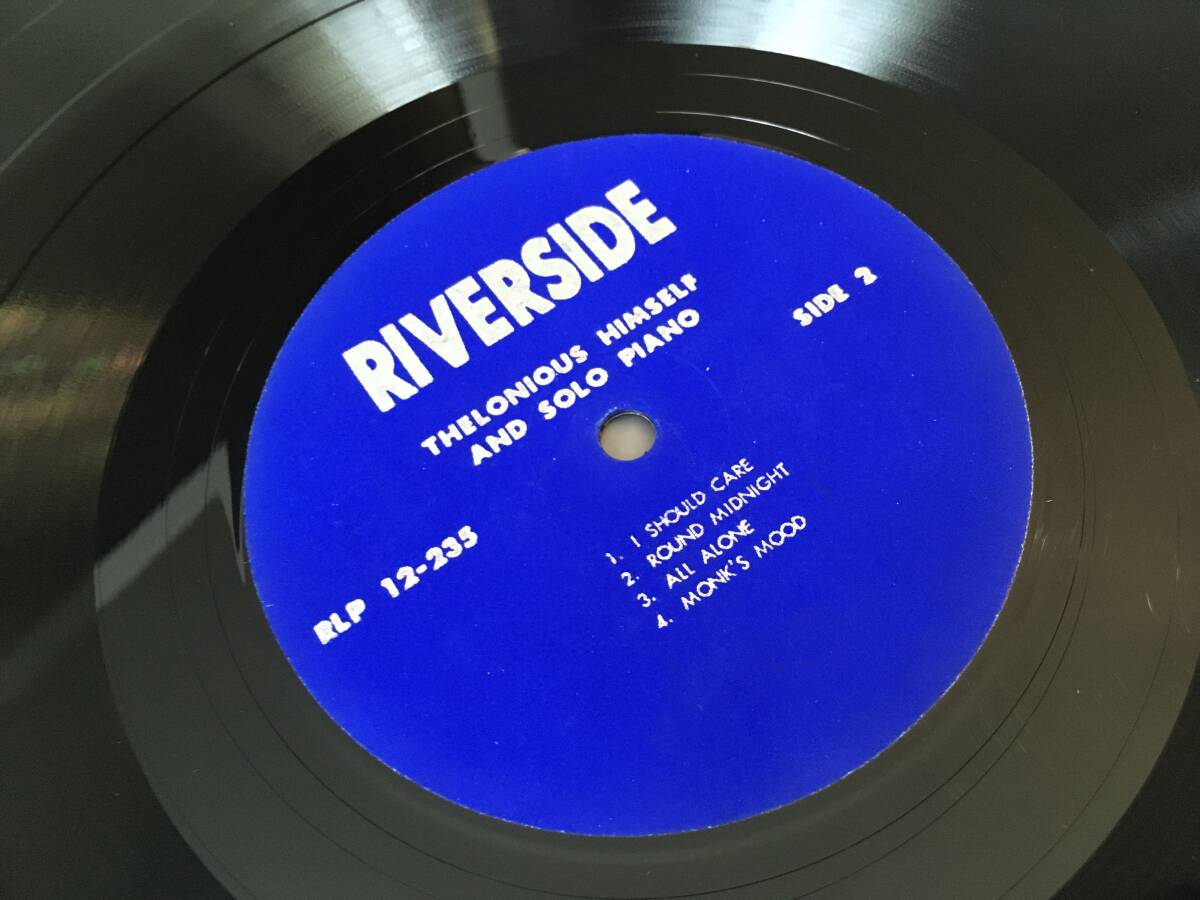 RIVERSIDE
THELONIOUS HIMSELF
AND SOLO PIANO
SIDE 2
RLP 12-235
1. I SHOULD CARE
2. ROUND MIDNIGHT
3. ALL ALONE
4. MONK'S MOOD